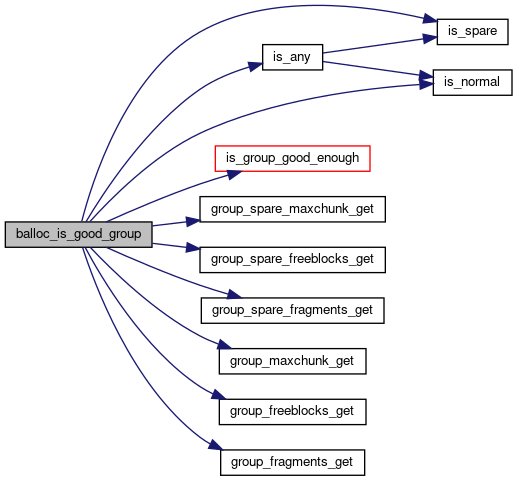 is_spare
is_any
is_normal
is_group_good_enough
group_spare_maxchunk_get
balloc_is_good_group
group_spare_freeblocks_get
group_spare_fragments_get
group_maxchunk_get
group_freeblocks_get
group_fragments_get